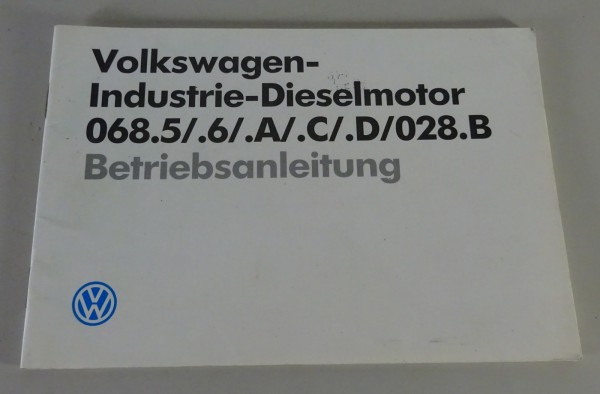 Volkswagen-
Industrie-Dieselmotor
068.5/.6/.A/.C/.D/028.B
Betriebsanleitung
VW